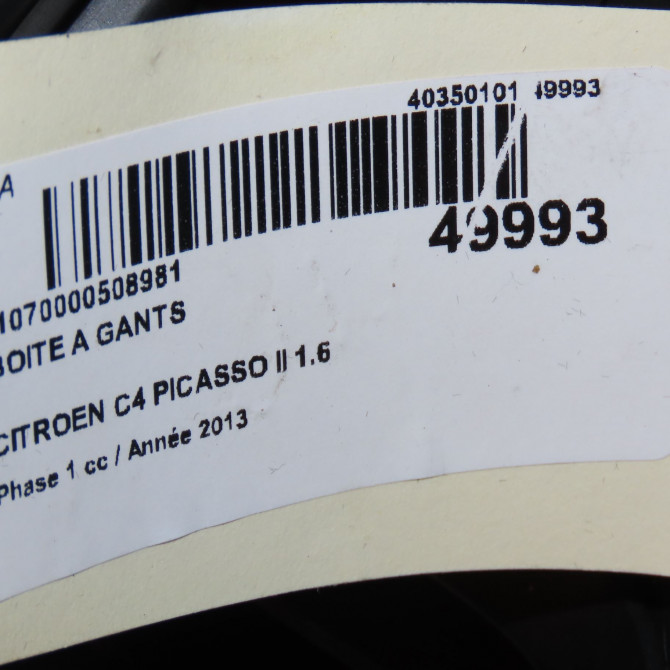 40350101 49993
A
49993
1070000508981
BOITE A GANTS
CITROEN C4 PICASSO II 1.6
Phase 1 cc / Année 2013